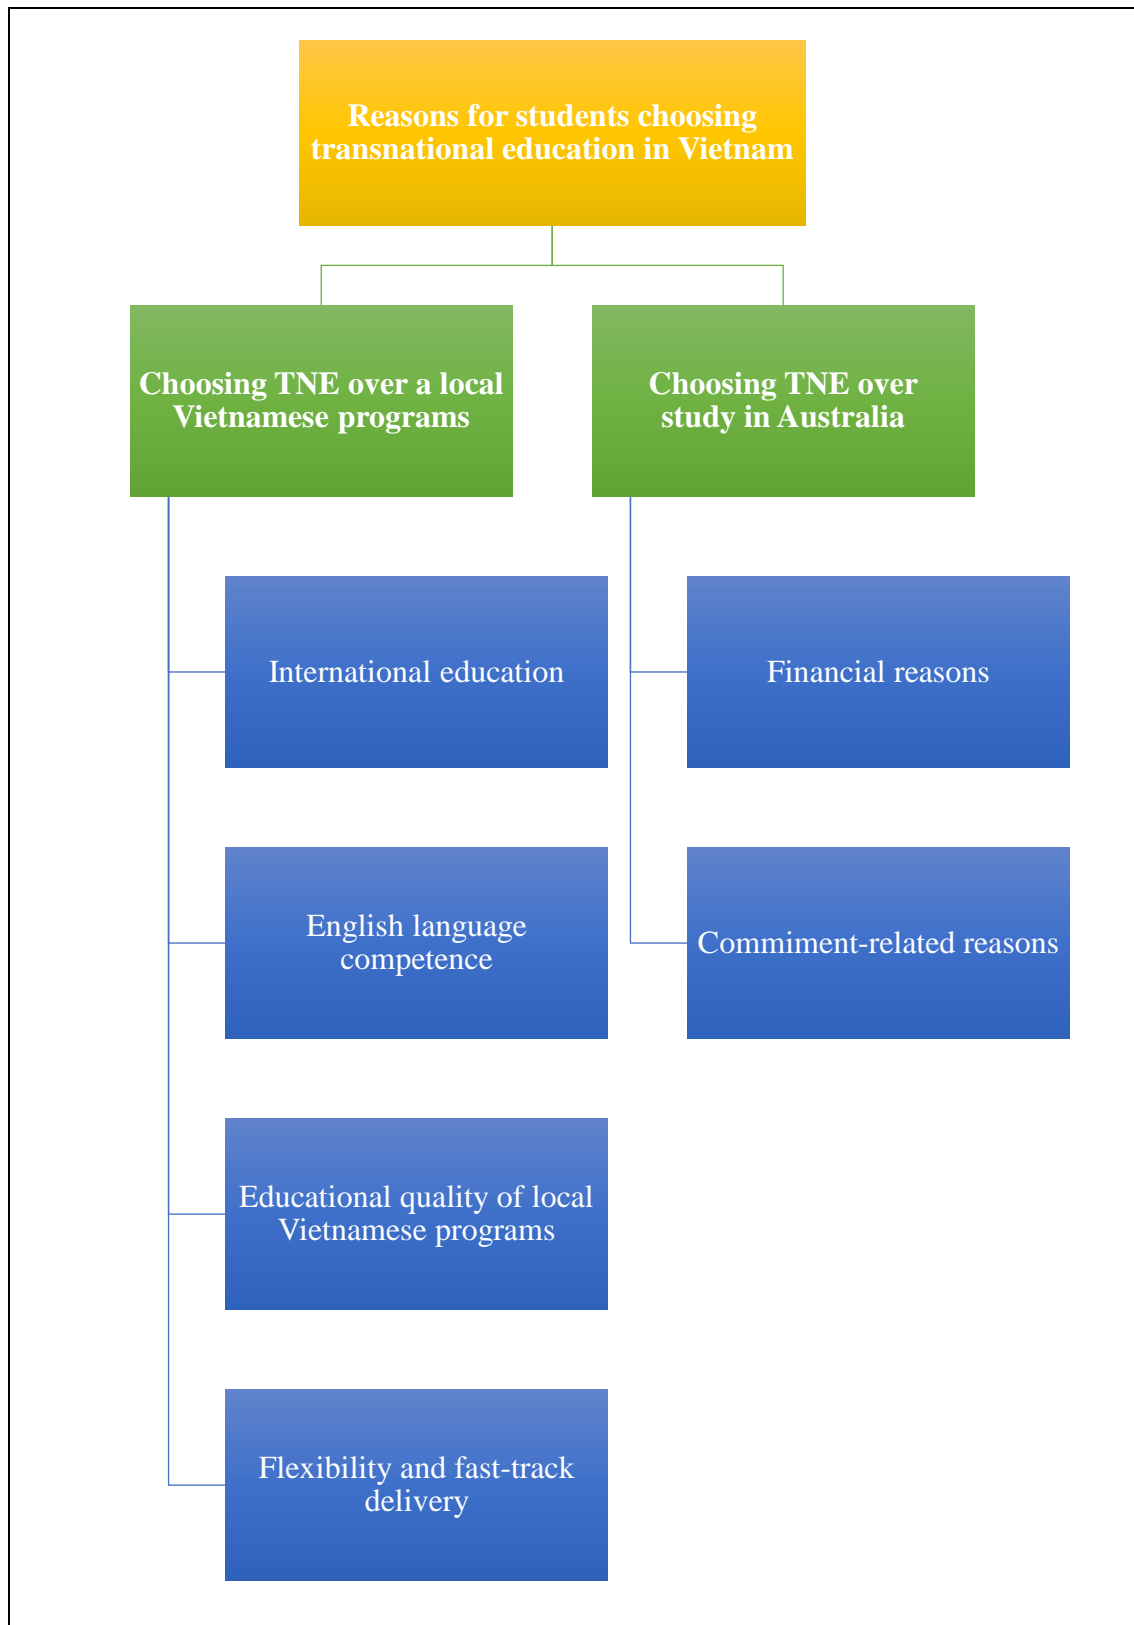 Reasons for students choosing
transnational education in Vietnam
Choosing TNE over a local
Vietnamese programs
International education
English language
competence
Educational quality of local
Vietnamese programs
Flexibility and fast-track
delivery
Choosing TNE over
study in Australia
Financial reasons
Commiment-related reasons